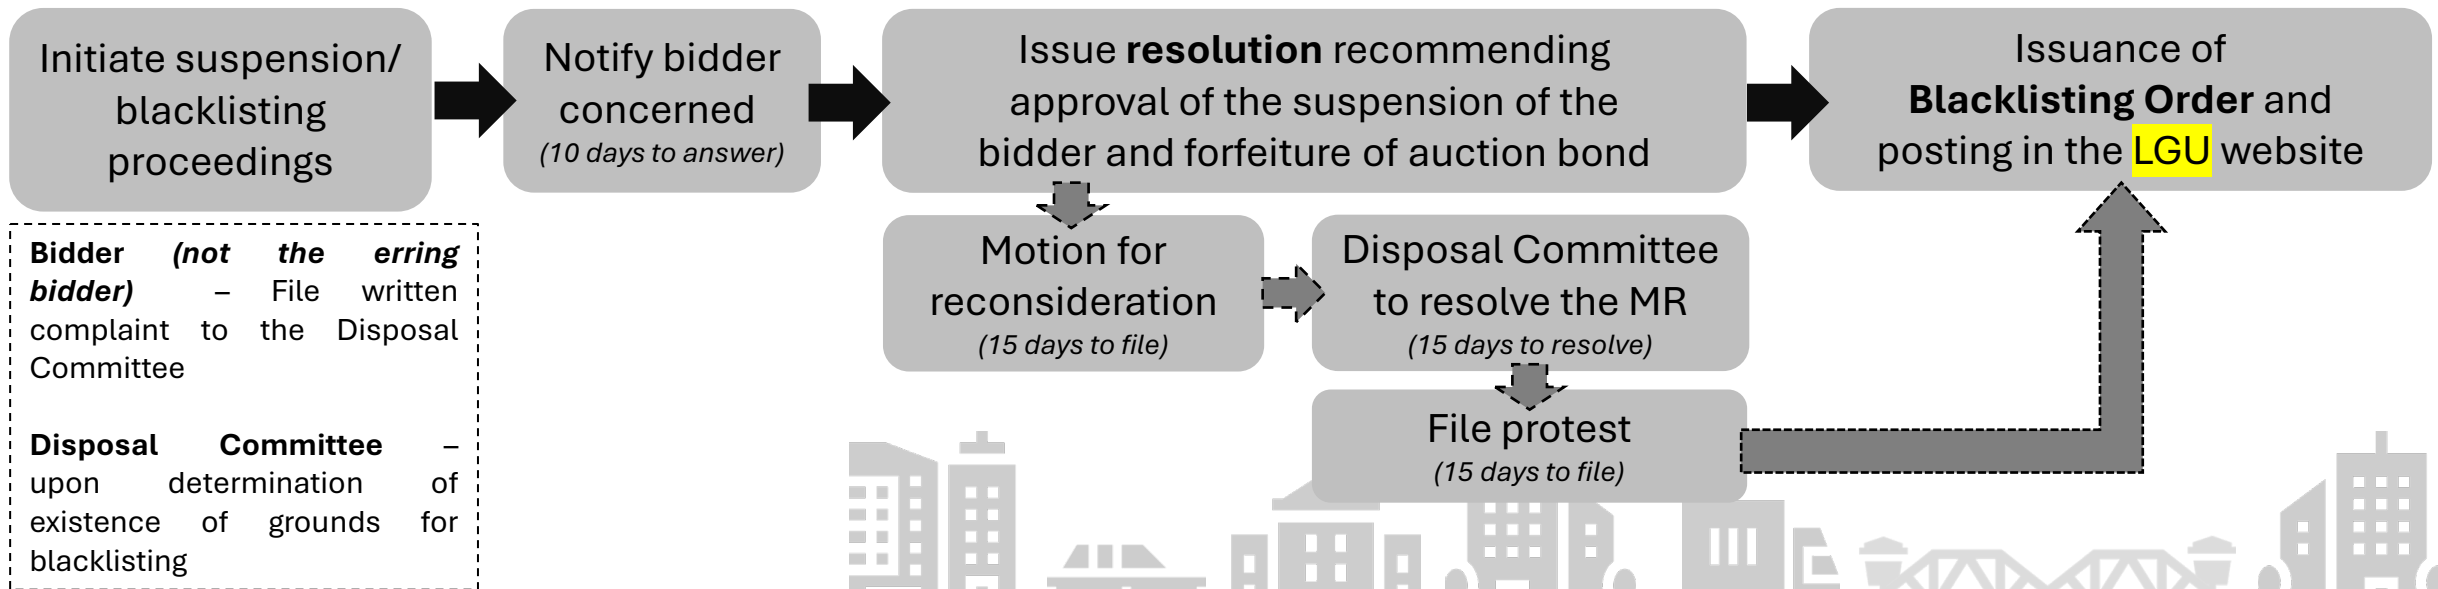 Initiate suspension/
blacklisting
proceedings
Notify bidder
concerned
(10 days to answer)
Issue resolution recommending
approval of the suspension of the
bidder and forfeiture of auction bond
Issuance of
Blacklisting Order and
posting in the LGU website
Bidder (not the erring
bidder) – File written
complaint to the Disposal
Committee
Disposal Committee –
upon determination of
existence of grounds for
blacklisting
Motion for
reconsideration
(15 days to file)
Disposal Committee
to resolve the MR
(15 days to resolve)
File protest
(15 days to file)